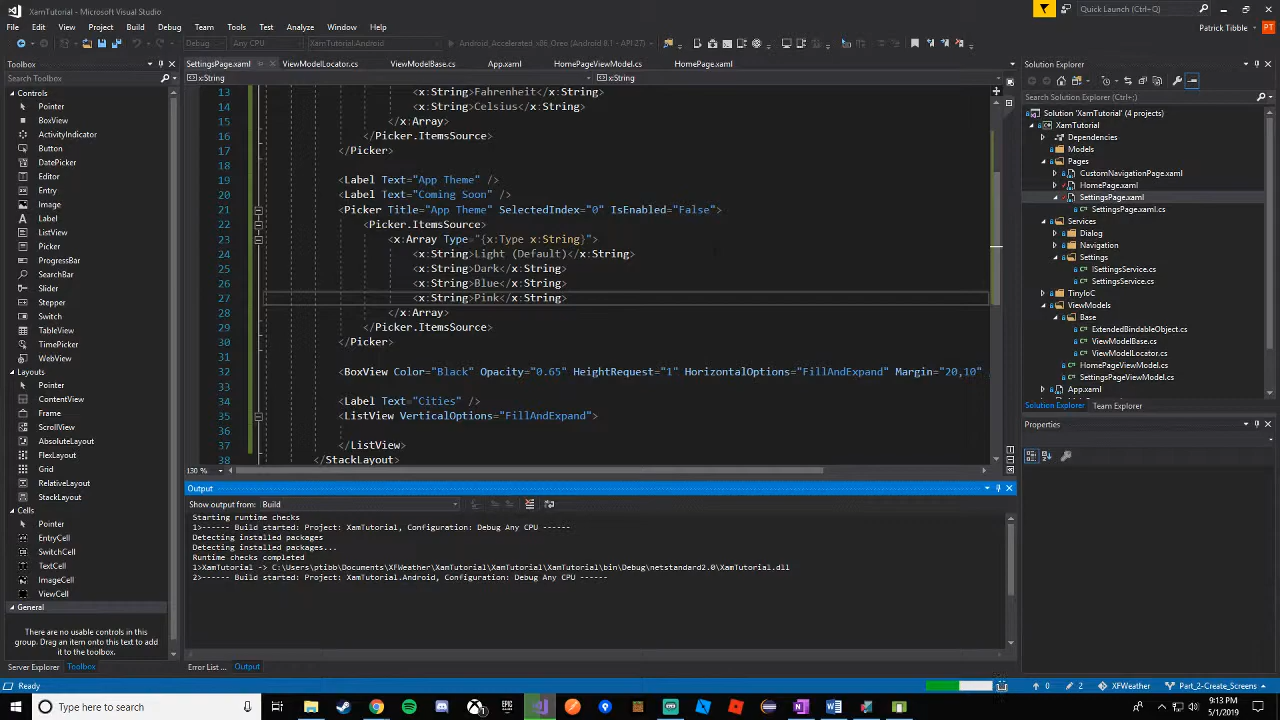 XamTutorial - Microsoft Visual Studio
Quick Launch (Ctrl+Q)
File Edit View Project Build Debug Team Tools Test Analyze Window Help
Patrick Tibble PT
Debug Any CPU XamTutorial.Android Android_Accelerated_x86_Oreo (Android 8.1 - API 27)
Toolbox
Search Toolbox
Controls
Pointer
BoxView
ActivityIndicator
Button
DatePicker
Editor
Entry
Image
Label
ListView
Picker
ProgressBar
SearchBar
Slider
Stepper
Switch
TableView
TimePicker
WebView
Layouts
Pointer
ContentView
Frame
ScrollView
AbsoluteLayout
FlexLayout
Grid
RelativeLayout
StackLayout
Cells
Pointer
EntryCell
SwitchCell
TextCell
ImageCell
ViewCell
General
There are no usable controls in this
group. Drag an item onto this text to add
it to the toolbox.
Server Explorer Toolbox
SettingsPage.xaml ViewModelLocator.cs ViewModelBase.cs App.xaml HomePageViewModel.cs HomePage.xaml
x:String x:String
13 <x:String>Fahrenheit</x:String>
14 <x:String>Celsius</x:String>
15 </x:Array>
16 </Picker.ItemsSource>
17 </Picker>
18
19 <Label Text="App Theme" />
20 <Label Text="Coming Soon" />
21 <Picker Title="App Theme" SelectedIndex="0" IsEnabled="False">
22 <Picker.ItemsSource>
23 <x:Array Type="{x:Type x:String}">
24 <x:String>Light (Default)</x:String>
25 <x:String>Dark</x:String>
26 <x:String>Blue</x:String>
27 <x:String>Pink</x:String>
28 </x:Array>
29 </Picker.ItemsSource>
30 </Picker>
31
32 <BoxView Color="Black" Opacity="0.65" HeightRequest="1" HorizontalOptions="FillAndExpand" Margin="20,10"
33
34 <Label Text="Cities" />
35 <ListView VerticalOptions="FillAndExpand">
36
37 </ListView>
38 </StackLayout>
130 %
Output
Show output from: Build
Starting runtime checks
1>------ Build started: Project: XamTutorial, Configuration: Debug Any CPU ------
Detecting installed packages
Detecting installed packages...
Runtime checks completed
1>XamTutorial -> C:\Users\ptibb\Documents\XFWeather\XamTutorial\XamTutorial\XamTutorial\bin\Debug\netstandard2.0\XamTutorial.dll
2>------ Build started: Project: XamTutorial.Android, Configuration: Debug Any CPU ------
Error List ... Output
Solution Explorer
Search Solution Explorer (Ctrl+;)
Solution 'XamTutorial' (4 projects)
XamTutorial
Dependencies
Models
Pages
CustomNavigationPage.xaml
HomePage.xaml
SettingsPage.xaml
SettingsPage.xaml.cs
Services
Dialog
Navigation
Settings
ISettingsService.cs
SettingsService.cs
TinyIoC
ViewModels
Base
ExtendedBindableObject.cs
ViewModelBase.cs
ViewModelLocator.cs
HomePageViewModel.cs
SettingsPageViewModel.cs
App.xaml
Solution Explorer Team Explorer
Properties
Ready 0 2 XFWeather Part_2-Create_Screens
Type here to search
9:13 PM
5/1/2019